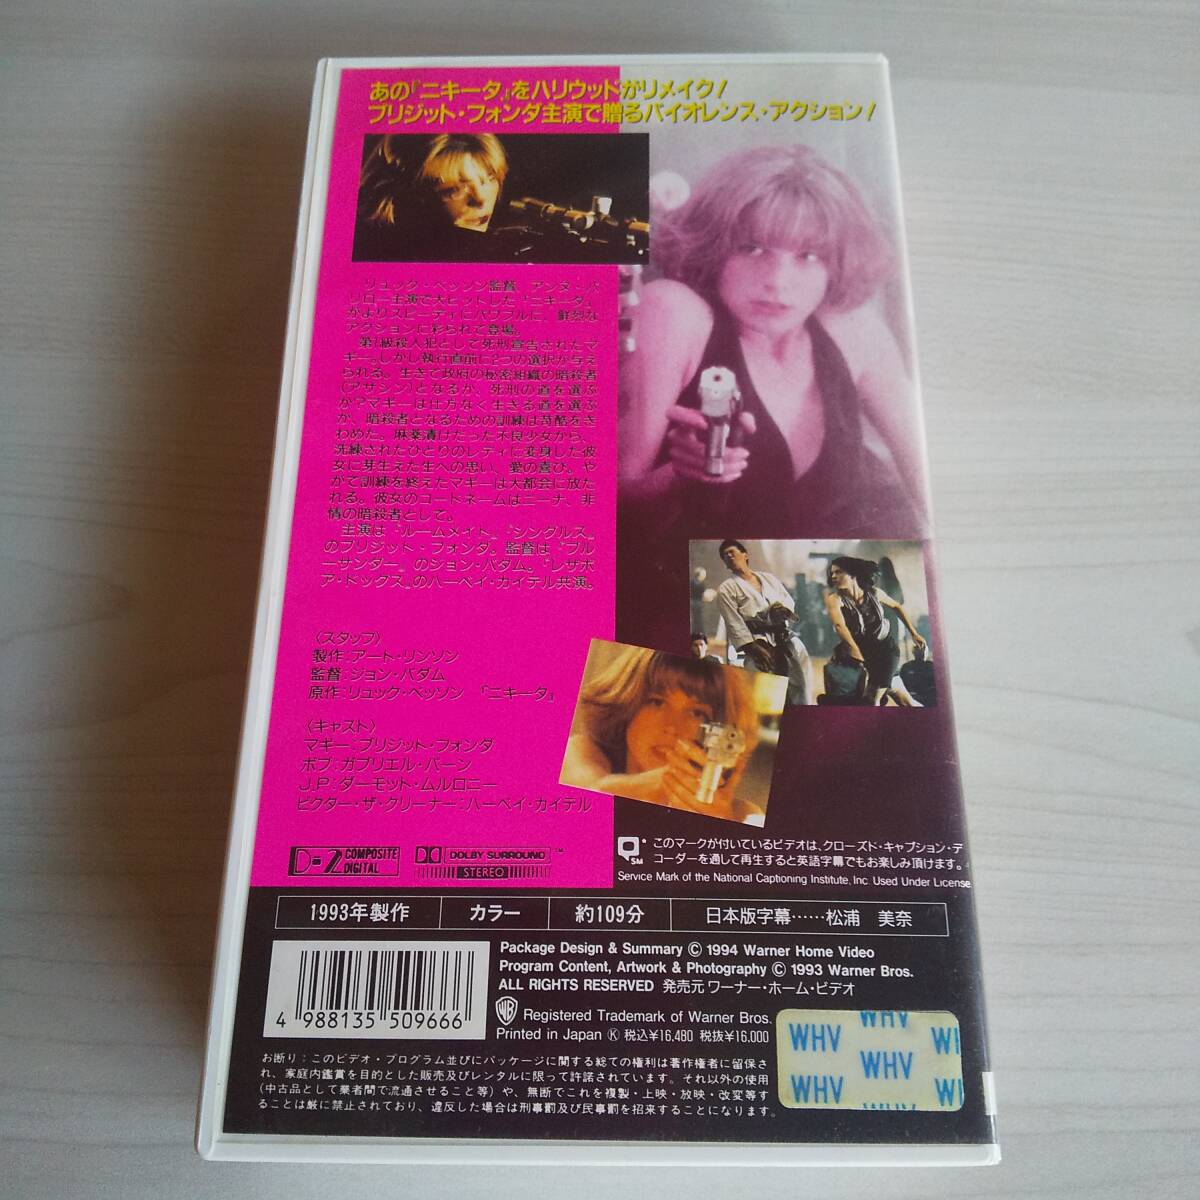 あの『ニキータ』をハリウッドがリメイク!
ブリジット・フォンダ主演で贈るバイオレンス・アクション!
リュック・ベッソン監督、アンヌ・パ
リロー主演で大ヒットした『ニキータ』
がよりスピーディにパワフルに、鮮烈な
アクションに彩られて登場。
第1級殺人犯として死刑宣告されたマ
ギー。しかし執行直前に2つの選択が与え
られる。生きて政府の秘密組織の暗殺者
(アサシン)となるか、死刑の道を選ぶ
か?マギーは仕方なく生きる道を選ぶ
が、暗殺者となるための訓練は苛酷をき
わめた。麻薬漬けだった不良少女から、
洗練されたひとりのレディに変身した彼
女に芽生えた生への思い、愛の喜び。や
がて訓練を終えたマギーは大都会に放た
れる。彼女のコードネームはニーナ、非
情の暗殺者として。
主演は『ルームメイト』『シングルス』
のブリジット・フォンダ。監督は『ブル
ーサンダー』のジョン・バダム。『レザボ
ア・ドッグス』のハーベイ・カイテル共演。
〈スタッフ〉
製作:アート・リンソン
監督:ジョン・バダム
原作:リュック・ベッソン 『ニキータ』
〈キャスト〉
マギー:ブリジット・フォンダ
ボブ:ガブリエル・バーン
J.P.:ダーモット・ムルロニー
ビクター・ザ・クリーナー:ハーベイ・カイテル
D-2 COMPOSITE DIGITAL
DOLBY SURROUND ™
STEREO
SM このマークが付いているビデオは、クローズド・キャプション・デ
コーダーを通して再生すると英語字幕でもお楽しみ頂けます。
Service Mark of the National Captioning Institute, Inc. Used Under License
1993年製作 カラー 約109分 日本版字幕……松浦 美奈
Package Design & Summary © 1994 Warner Home Video
Program Content, Artwork & Photography © 1993 Warner Bros.
ALL RIGHTS RESERVED 発売元 ワーナー・ホーム・ビデオ
WB Registered Trademark of Warner Bros.
Printed in Japan Ⓚ 税込¥16,480 税抜¥16,000
4 988135 509666
お断り:このビデオ・プログラム並びにパッケージに関する総ての権利は著作権者に留保さ
れ、家庭内鑑賞を目的とした販売及びレンタルに限って許諾されています。それ以外の使用
(中古品として業者間で流通させること等)や、無断でこれを複製・上映・放映・改変等す
ることは厳に禁止されており、違反した場合は刑事罰及び民事罰を招来することになります。
WHV WHV WHV WHV WHV